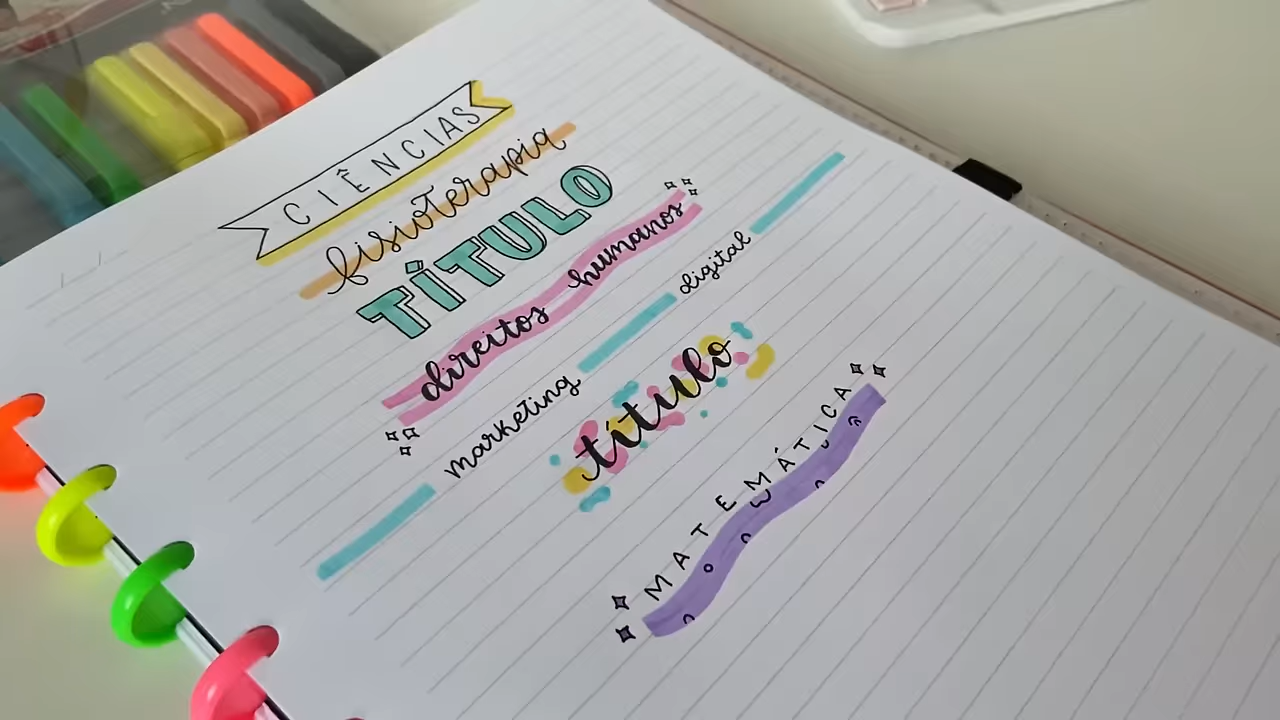 CIÊNCIAS
fisioterapia
TÍTULO
direitos humanos
marketing digital
título
MATEMÁTICA